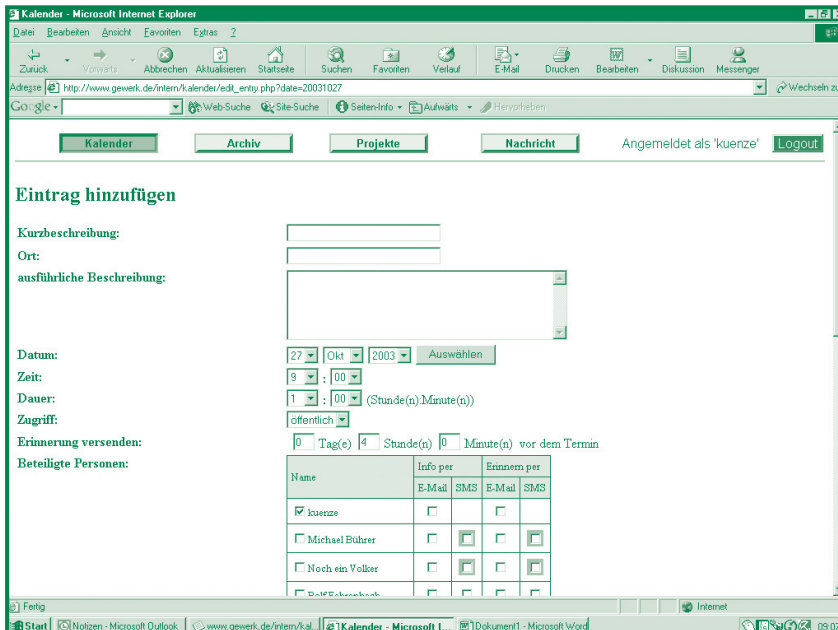 Kalender - Microsoft Internet Explorer
Datei Bearbeiten Ansicht Favoriten Extras ?
Zurück Vorwärts Abbrechen Aktualisieren Startseite Suchen Favoriten Verlauf E-Mail Drucken Bearbeiten Diskussion Messenger
Adresse http://www.gewerk.de/intern/kalender/edit_entry.php?date=20031027 Wechseln zu
Google Web-Suche Site-Suche Seiten-Info Aufwärts Hervorheben
Kalender Archiv Projekte Nachricht Angemeldet als 'kuenze' Logout
Eintrag hinzufügen
Kurzbeschreibung:
Ort:
ausführliche Beschreibung:
Datum: 27 Okt 2003 Auswählen
Zeit: 9 : 00
Dauer: 1 : 00 (Stunde(n):Minute(n))
Zugriff: öffentlich
Erinnerung versenden: 0 Tag(e) 4 Stunde(n) 0 Minute(n) vor dem Termin
Beteiligte Personen:
Name Info per Erinnern per
E-Mail SMS E-Mail SMS
kuenze
Michael Bührer
Noch ein Volker
Fertig Internet
Start Notizen - Microsoft Outlook www.gewerk.de/intern/kal... Kalender - Microsoft I... Dokument1 - Microsoft Word